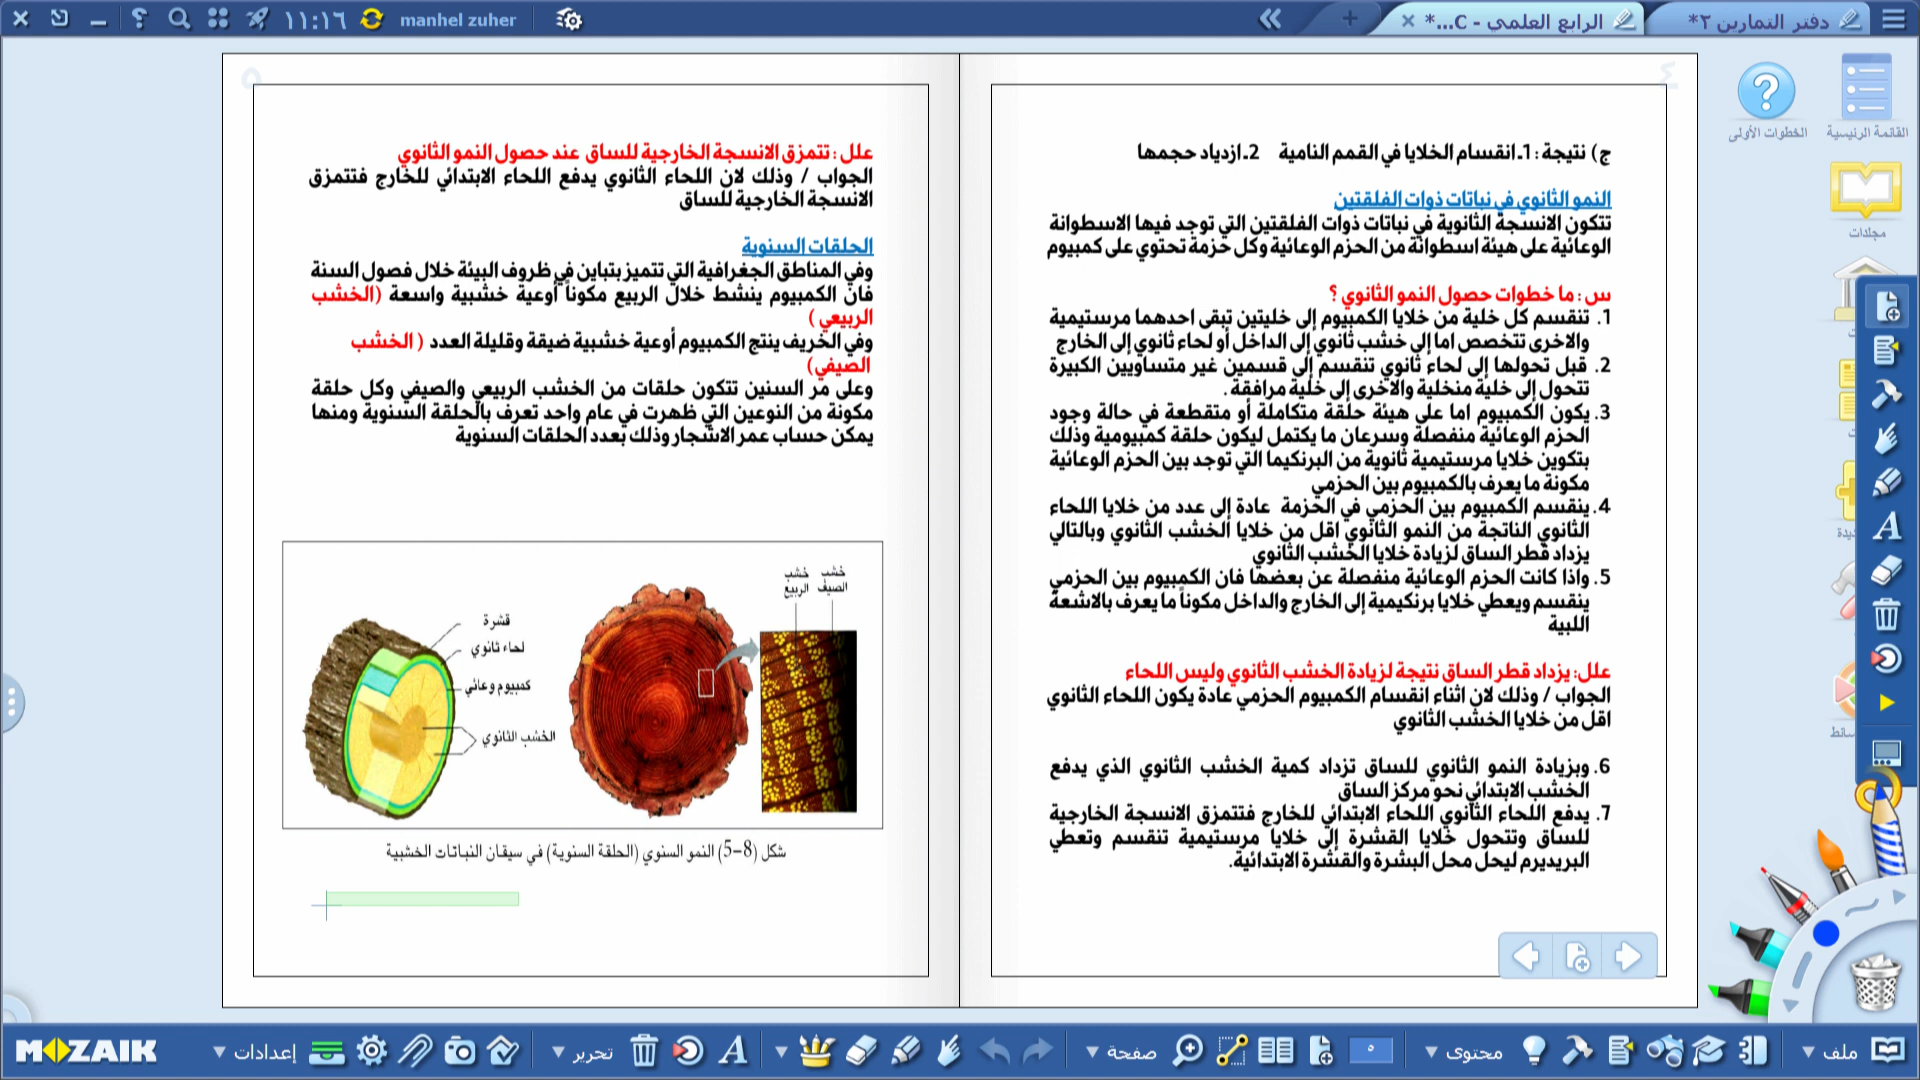 دفتر التمارين ٢*
الرابع العلمي - C...*
manhel zuher
١١:١٦
القائمة الرئيسية
الخطوات الأولى
مجلدات
٤
ج) نتيجة : 1ـ انقسام الخلايا في القمم النامية 2ـ ازدياد حجمها
النمو الثانوي في نباتات ذوات الفلقتين
تتكون الانسجة الثانوية في نباتات ذوات الفلقتين التي توجد فيها الاسطوانة
الوعائية على هيئة اسطوانة من الحزم الوعائية وكل حزمة تحتوي على كمبيوم
س : ما خطوات حصول النمو الثانوي ؟
1. تنقسم كل خلية من خلايا الكمبيوم إلى خليتين تبقى احدهما مرستيمية
والاخرى تتخصص اما إلى خشب ثانوي إلى الداخل أو لحاء ثانوي إلى الخارج
2. قبل تحولها إلى لحاء ثانوي تنقسم إلى قسمين غير متساويين الكبيرة
تتحول إلى خلية منخلية والاخرى إلى خلية مرافقة .
3. يكون الكمبيوم اما على هيئة حلقة متكاملة أو متقطعة في حالة وجود
الحزم الوعائية منفصلة وسرعان ما يكتمل ليكون حلقة كمبيومية وذلك
بتكوين خلايا مرستيمية ثانوية من البرنكيما التي توجد بين الحزم الوعائية
مكونة ما يعرف بالكمبيوم بين الحزمي
4. ينقسم الكمبيوم بين الحزمي في الحزمة عادة إلى عدد من خلايا اللحاء
الثانوي الناتجة من النمو الثانوي اقل من خلايا الخشب الثانوي وبالتالي
يزداد قطر الساق لزيادة خلايا الخشب الثانوي
5. واذا كانت الحزم الوعائية منفصلة عن بعضها فان الكمبيوم بين الحزمي
ينقسم ويعطي خلايا برنكيمية إلى الخارج والداخل مكوناً ما يعرف بالاشعة
اللبية
علل: يزداد قطر الساق نتيجة لزيادة الخشب الثانوي وليس اللحاء
الجواب / وذلك لان اثناء انقسام الكمبيوم الحزمي عادة يكون اللحاء الثانوي
اقل من خلايا الخشب الثانوي
6. وبزيادة النمو الثانوي للساق تزداد كمية الخشب الثانوي الذي يدفع
الخشب الابتدائي نحو مركز الساق
7. يدفع اللحاء الثانوي اللحاء الابتدائي للخارج فتتمزق الانسجة الخارجية
للساق وتتحول خلايا القشرة إلى خلايا مرستيمية تنقسم وتعطي
البريديرم ليحل محل البشرة والقشرة الابتدائية.
٥
علل : تتمزق الانسجة الخارجية للساق عند حصول النمو الثانوي
الجواب / وذلك لان اللحاء الثانوي يدفع اللحاء الابتدائي للخارج فتتمزق
الانسجة الخارجية للساق
الحلقات السنوية
وفي المناطق الجغرافية التي تتميز بتباين في ظروف البيئة خلال فصول السنة
فان الكمبيوم ينشط خلال الربيع مكوناً أوعية خشبية واسعة (الخشب
الربيعي )
وفي الخريف ينتج الكمبيوم أوعية خشبية ضيقة وقليلة العدد ( الخشب
الصيفي)
وعلى مر السنين تتكون حلقات من الخشب الربيعي والصيفي وكل حلقة
مكونة من النوعين التي ظهرت في عام واحد تعرف بالحلقة السنوية ومنها
يمكن حساب عمر الاشجار وذلك بعدد الحلقات السنوية
خشب الصيف
خشب الربيع
قشرة
لحاء ثانوي
كمبيوم وعائي
الخشب الثانوي
شكل (8-5) النمو السنوي (الحلقة السنوية) في سيقان النباتات الخشبية
ملف
محتوى
٥
صفحة
تحرير
إعدادات
MOZAIK